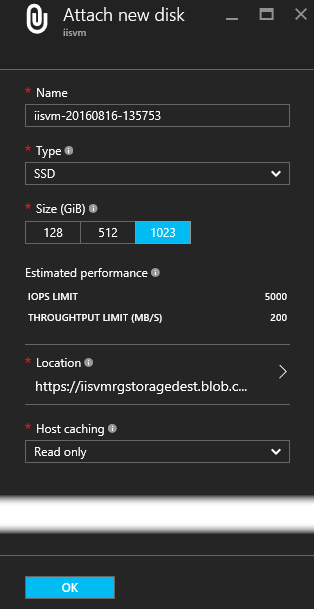 Attach new disk
iisvm
* Name
iisvm-20160816-135753
* Type
SSD
* Size (GiB)
128 512 1023
Estimated performance
IOPS LIMIT 5000
THROUGHTPUT LIMIT (MB/S) 200
* Location
https://iisvmrgstoragedest.blob.c...
* Host caching
Read only
OK